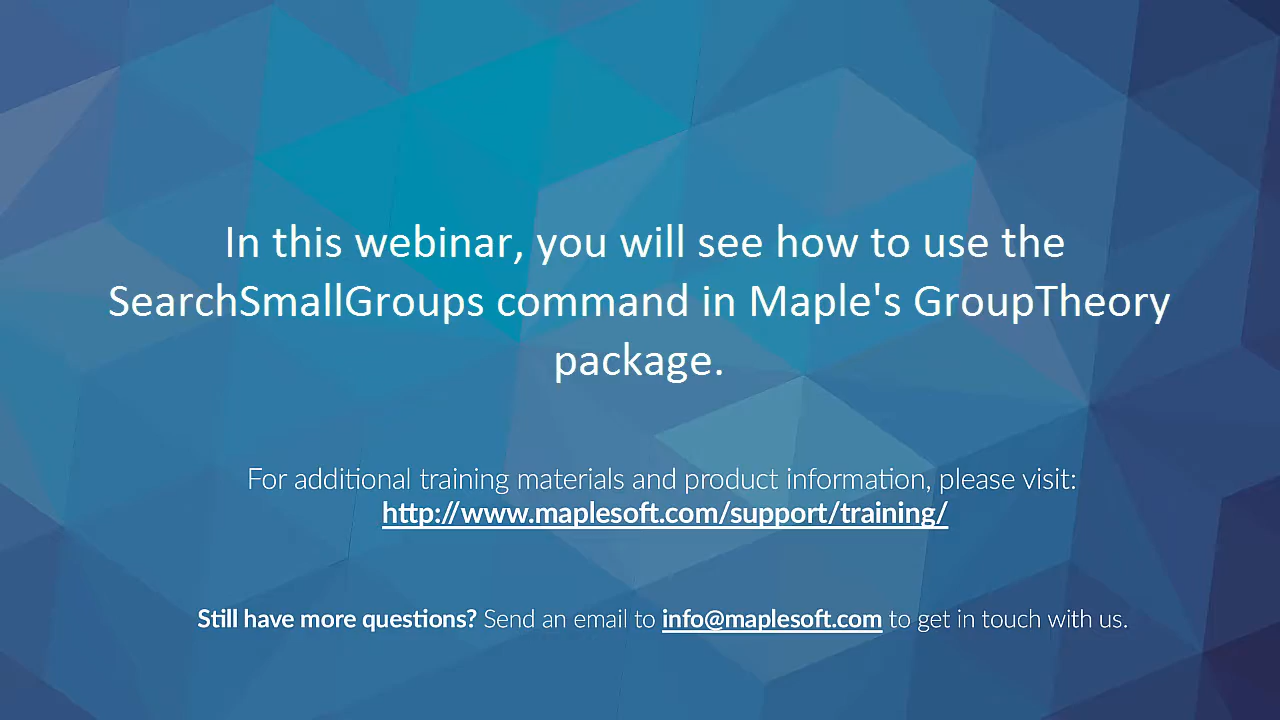 In this webinar, you will see how to use the
SearchSmallGroups command in Maple's GroupTheory
package.
For additional training materials and product information, please visit:
http://www.maplesoft.com/support/training/
Still have more questions? Send an email to info@maplesoft.com to get in touch with us.